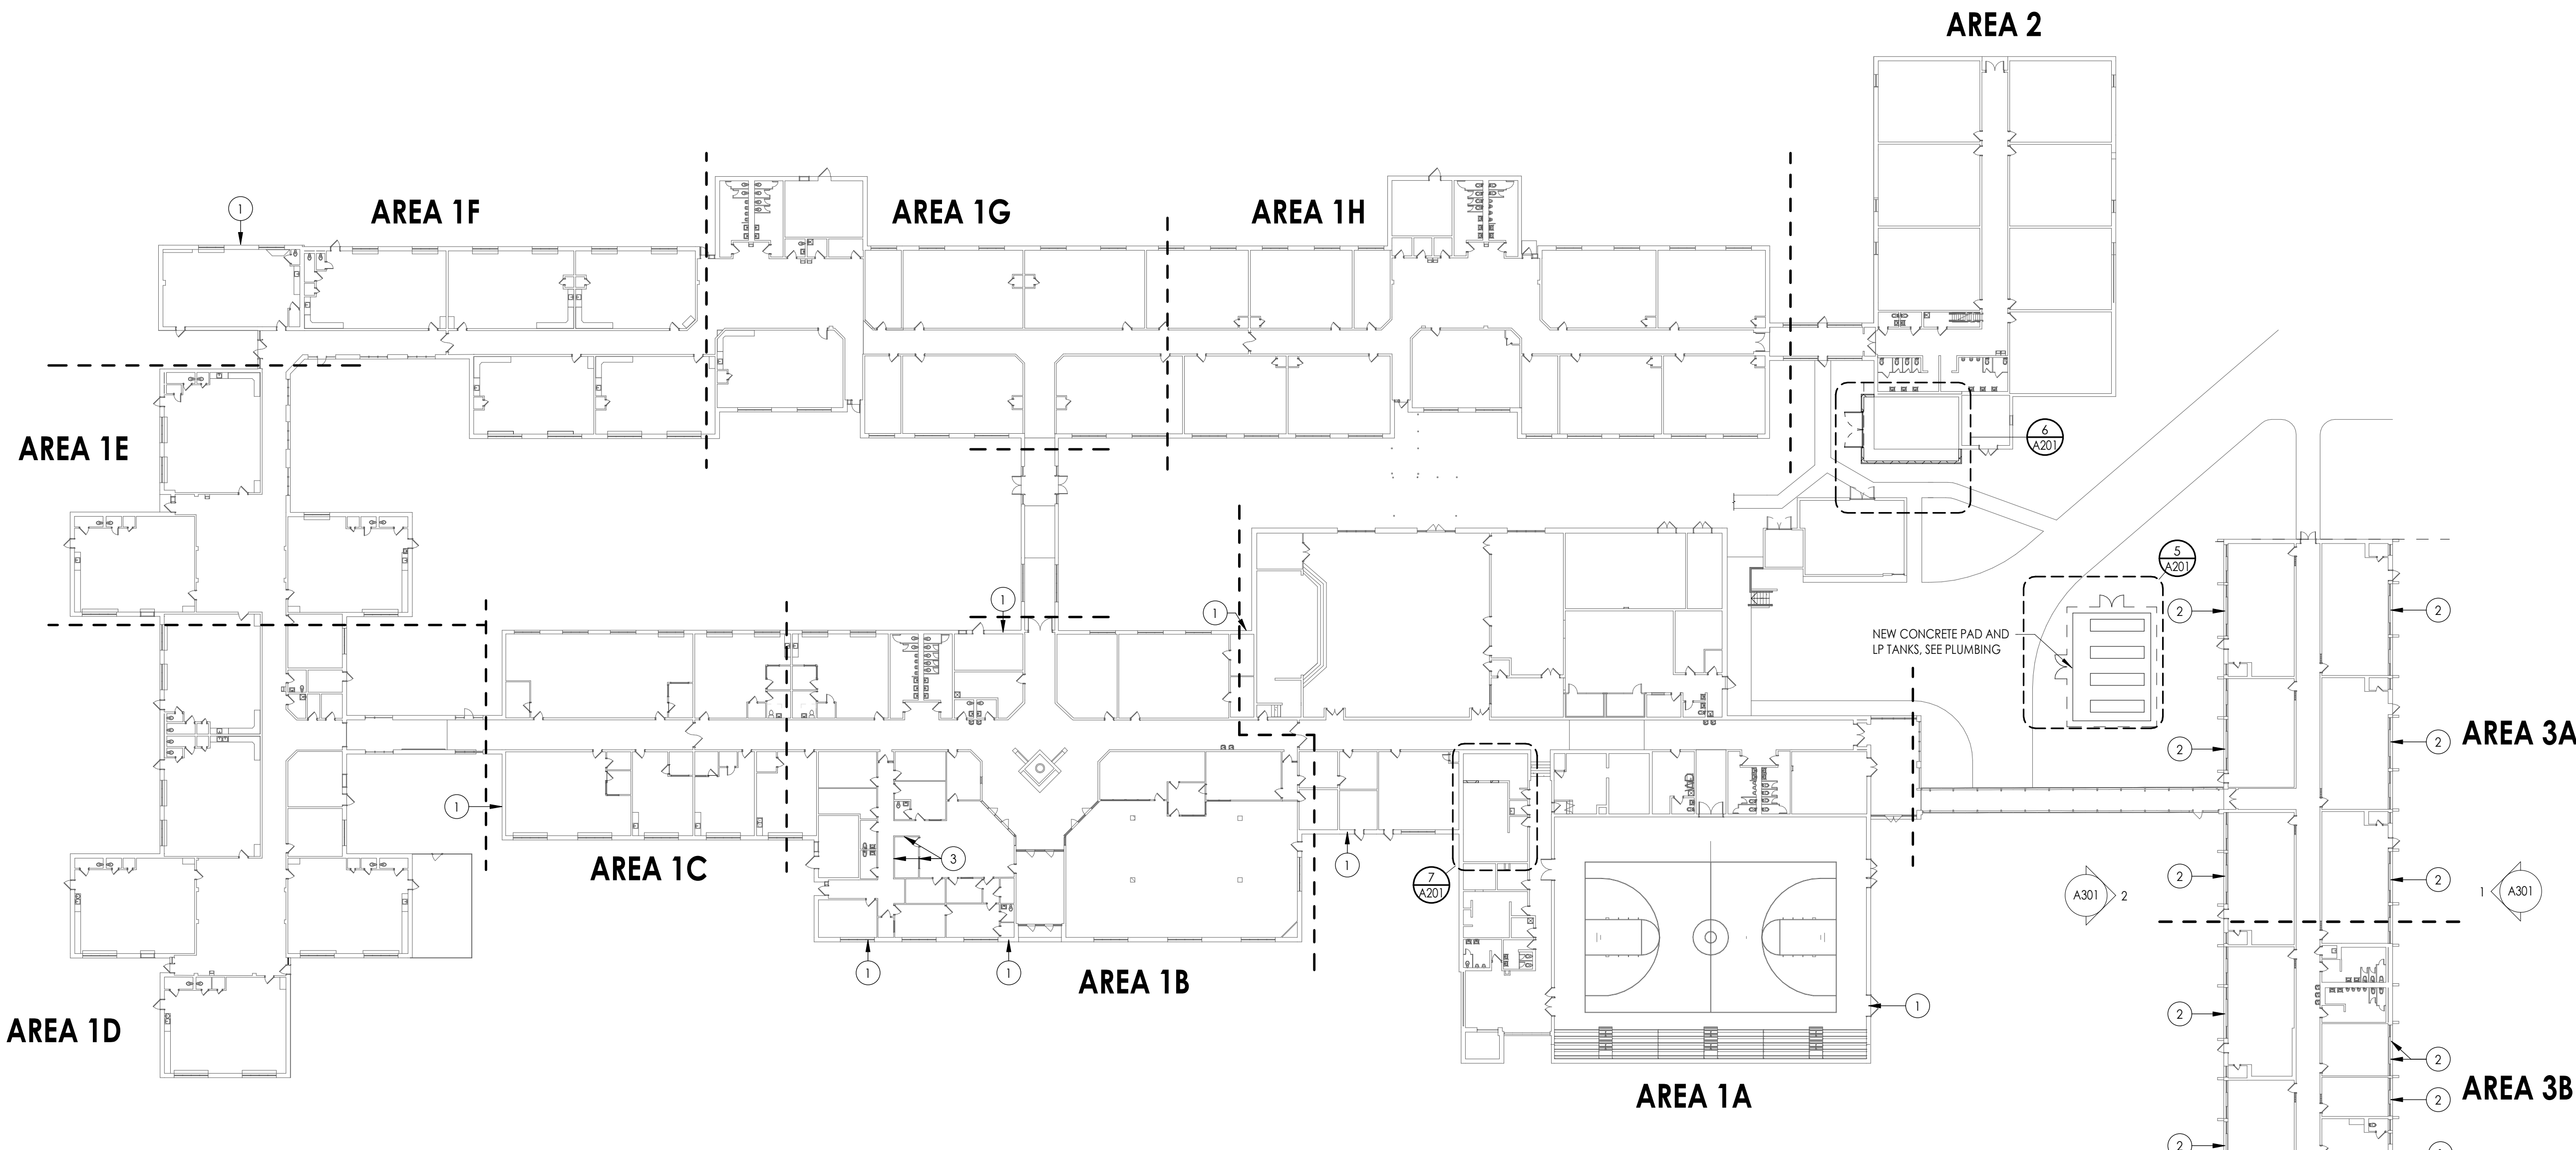 AREA 2
AREA 1F
AREA 1G
AREA 1H
1
AREA 1E
6
A201
5
A201
1
1
2
2
NEW CONCRETE PAD AND
LP TANKS, SEE PLUMBING
2
2
AREA 3A
1
AREA 1C
3
1
7
A201
2
2
A301
2
1
A301
1
1
AREA 1B
1
2
AREA 1D
2
AREA 1A
2
AREA 3B
2